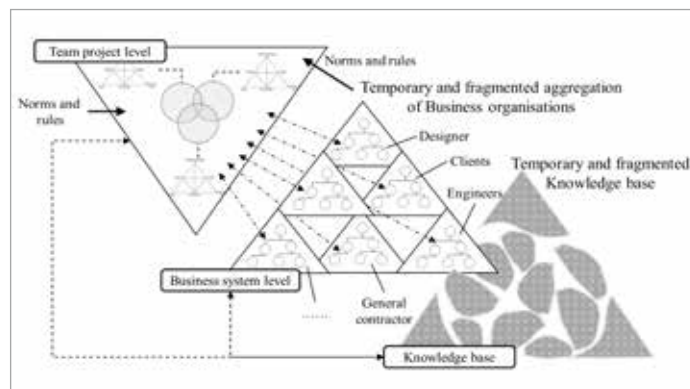 Team project level
Norms and rules
Norms and
rules
Temporary and fragmented aggregation
of Business organisations
Designer
Clients
Temporary and fragmented
Knowledge base
Engineers
Business system level
General
contractor
........
Knowledge base